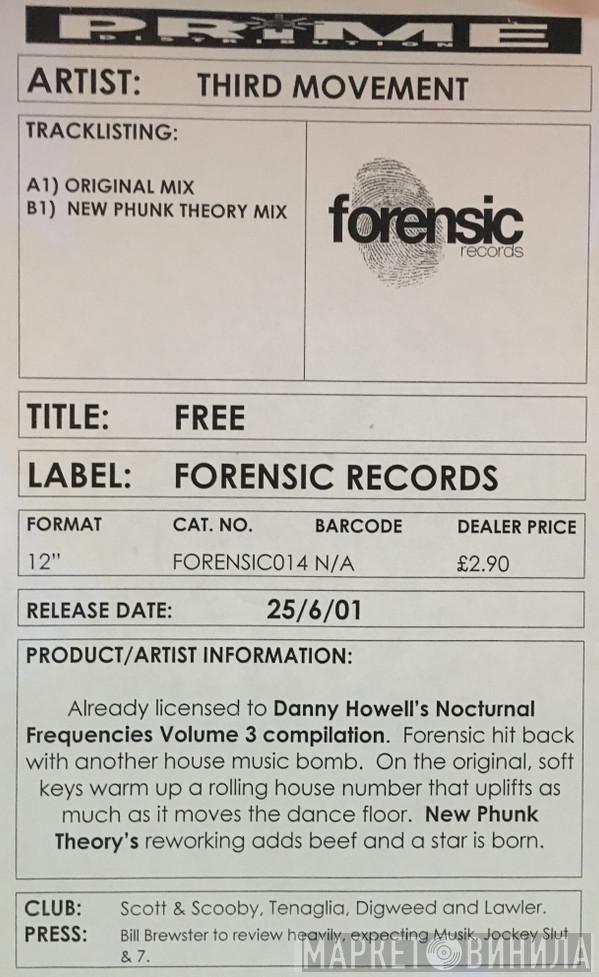 PRIME
DISTRIBUTION
ARTIST: THIRD MOVEMENT
TRACKLISTING:
A1) ORIGINAL MIX
B1) NEW PHUNK THEORY MIX
forensic
records
TITLE: FREE
LABEL: FORENSIC RECORDS
FORMAT CAT. NO. BARCODE DEALER PRICE
12" FORENSIC014 N/A £2.90
RELEASE DATE: 25/6/01
PRODUCT/ARTIST INFORMATION:
Already licensed to Danny Howell's Nocturnal
Frequencies Volume 3 compilation. Forensic hit back
with another house music bomb. On the original, soft
keys warm up a rolling house number that uplifts as
much as it moves the dance floor. New Phunk
Theory's reworking adds beef and a star is born.
CLUB: Scott & Scooby, Tenaglia, Digweed and Lawler.
PRESS: Bill Brewster to review heavily, expecting Musik, Jockey Slut
& 7.
МАРКЕТ ВИНИЛА